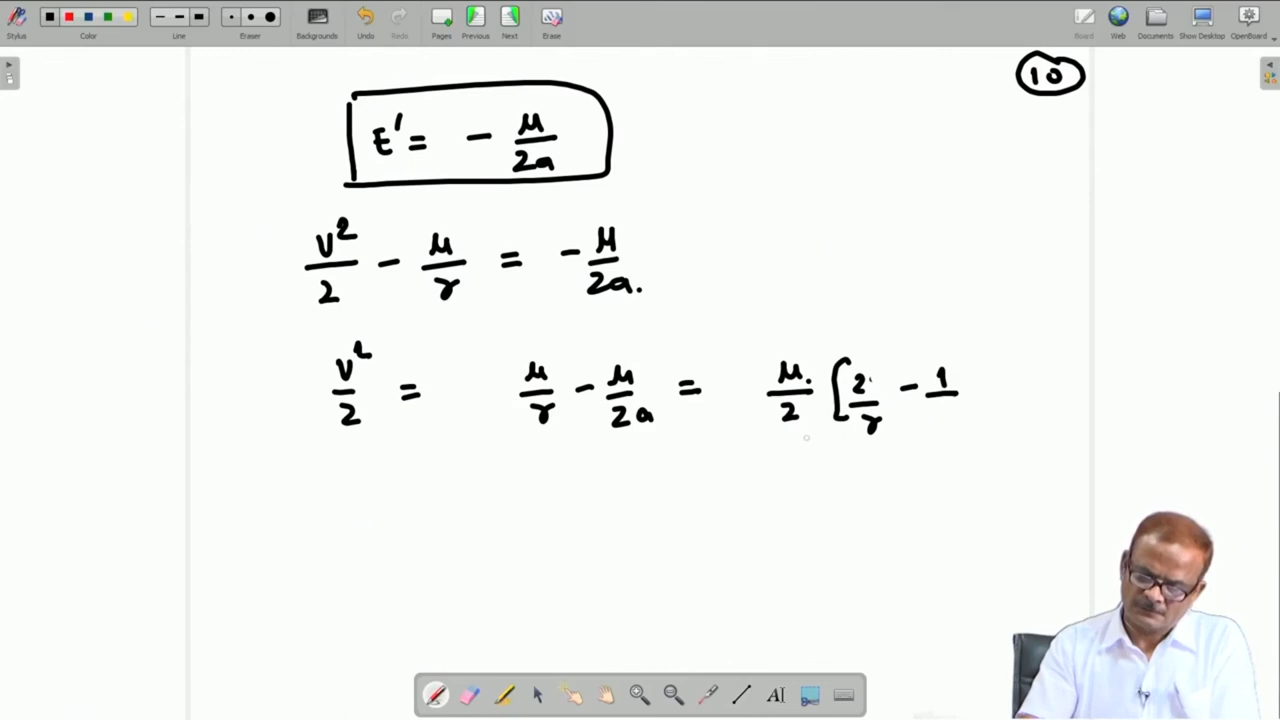 Stylus Color Line Eraser Backgrounds Undo Redo Pages Previous Next Erase Board Web Documents Show Desktop OpenBoard
10
E' = - μ/2a
v²/2 - μ/r = - μ/2a.
v²/2 = μ/r - μ/2a = μ/2 [2/r - 1
AI